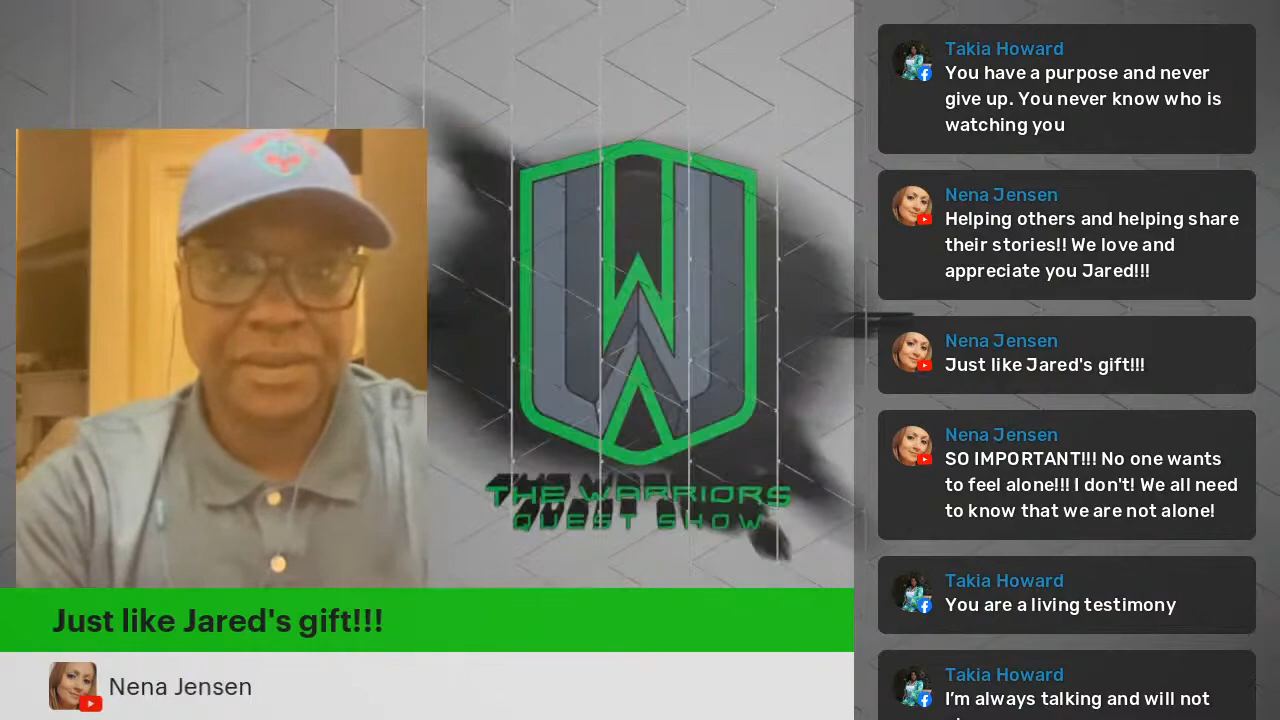 THE WARRIORS
QUEST SHOW
Just like Jared's gift!!!
Nena Jensen
Takia Howard
You have a purpose and never
give up. You never know who is
watching you
Nena Jensen
Helping others and helping share
their stories!! We love and
appreciate you Jared!!!
Nena Jensen
Just like Jared's gift!!!
Nena Jensen
SO IMPORTANT!!! No one wants
to feel alone!!! I don't! We all need
to know that we are not alone!
Takia Howard
You are a living testimony
Takia Howard
I'm always talking and will not